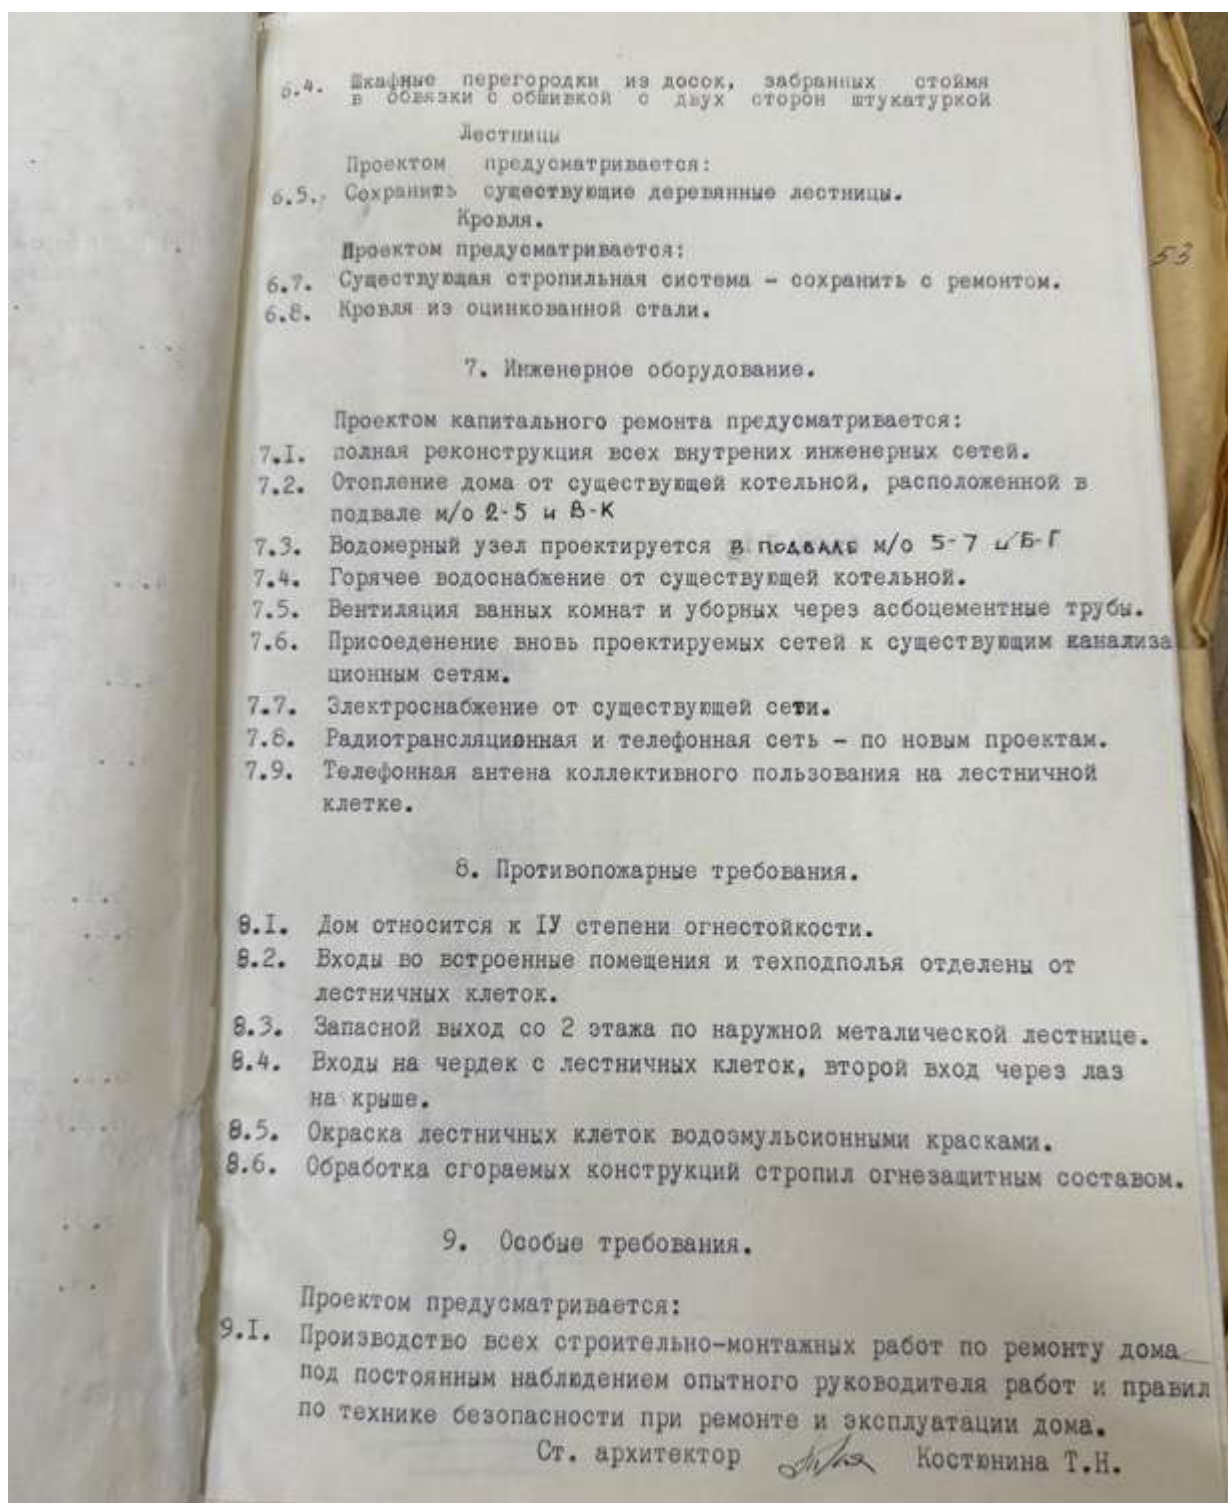 6.4. Шкафные перегородки из досок, забранных стоймя
в обвязки с обшивкой с двух сторон штукатуркой
Лестницы
Проектом предусматривается:
6.5. Сохранить существующие деревянные лестницы.
Кровля.
Проектом предусматривается:
53
6.7. Существующая стропильная система – сохранить с ремонтом.
6.8. Кровля из оцинкованной стали.
7. Инженерное оборудование.
Проектом капитального ремонта предусматривается:
7.I. полная реконструкция всех внутрених инженерных сетей.
7.2. Отопление дома от существующей котельной, расположенной в
подвале м/о 2-5 и В-К
7.3. Водомерный узел проектируется в подвале м/о 5-7 и Б-Г
7.4. Горячее водоснабжение от существующей котельной.
7.5. Вентиляция ванных комнат и уборных через асбоцементные трубы.
7.6. Присоеденение вновь проектируемых сетей к существующим канализа
ционным сетям.
7.7. Электроснабжение от существующей сети.
7.8. Радиотрансляционная и телефонная сеть – по новым проектам.
7.9. Телефонная антена коллективного пользования на лестничной
клетке.
8. Противопожарные требования.
8.I. Дом относится к IУ степени огнестойкости.
8.2. Входы во встроенные помещения и техподполья отделены от
лестничных клеток.
8.3. Запасной выход со 2 этажа по наружной металической лестнице.
8.4. Входы на чердек с лестничных клеток, второй вход через лаз
на крыше.
8.5. Окраска лестничных клеток водоэмульсионными красками.
8.6. Обработка сгораемых конструкций стропил огнезащитным составом.
9. Особые требования.
Проектом предусматривается:
9.I. Производство всех строительно-монтажных работ по ремонту дома
под постоянным наблюдением опытного руководителя работ и правил
по технике безопасности при ремонте и эксплуатации дома.
Ст. архитектор Костюнина Т.Н.